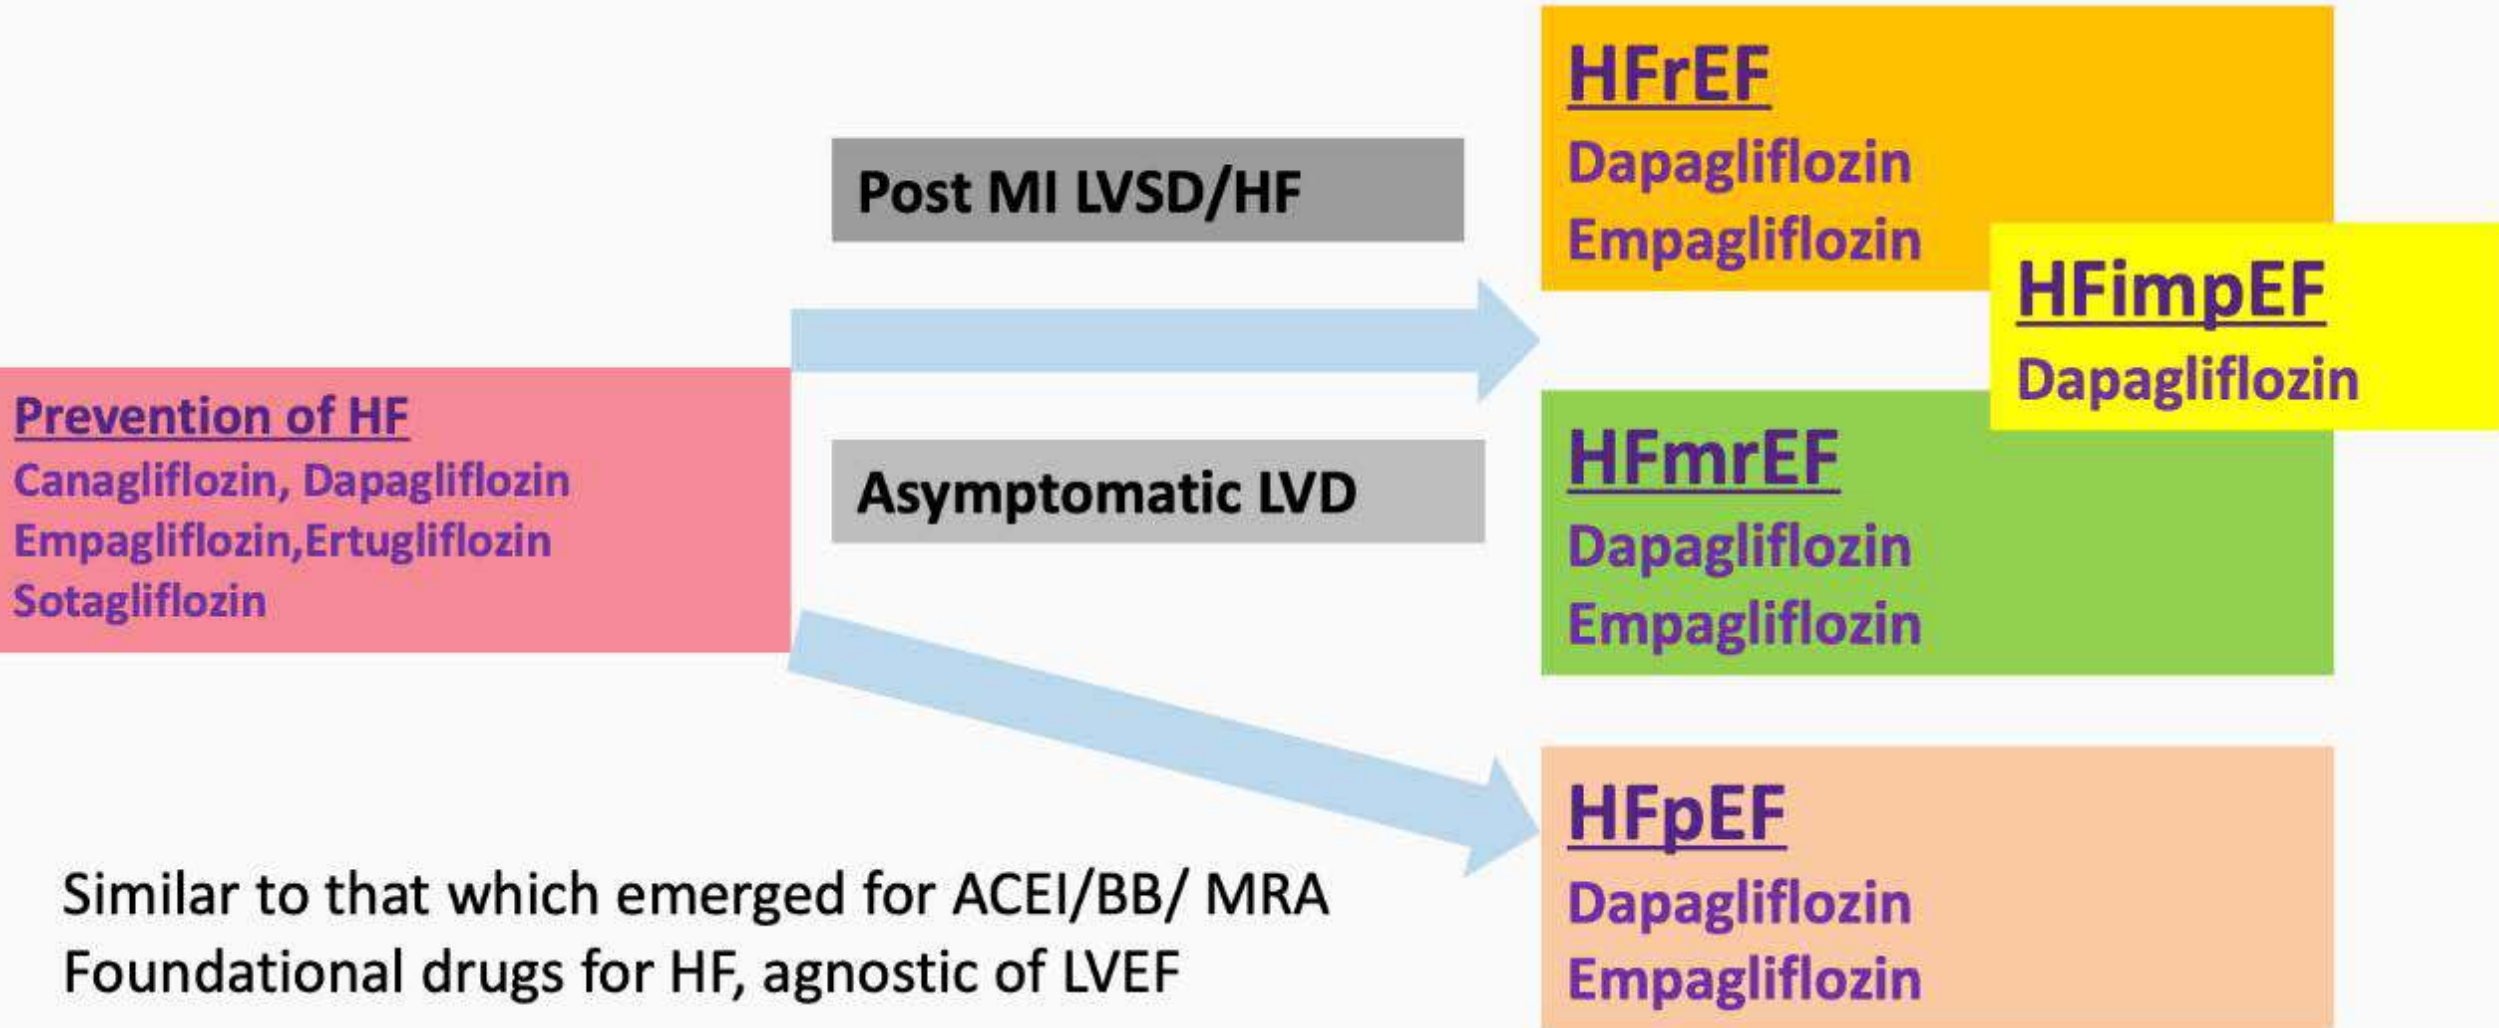 Prevention of HF
Canagliflozin, Dapagliflozin
Empagliflozin,Ertugliflozin
Sotagliflozin
Post MI LVSD/HF
Asymptomatic LVD
HFrEF
Dapagliflozin
Empagliflozin
HFimpEF
Dapagliflozin
HFmrEF
Dapagliflozin
Empagliflozin
HFpEF
Dapagliflozin
Empagliflozin
Similar to that which emerged for ACEI/BB/ MRA
Foundational drugs for HF, agnostic of LVEF